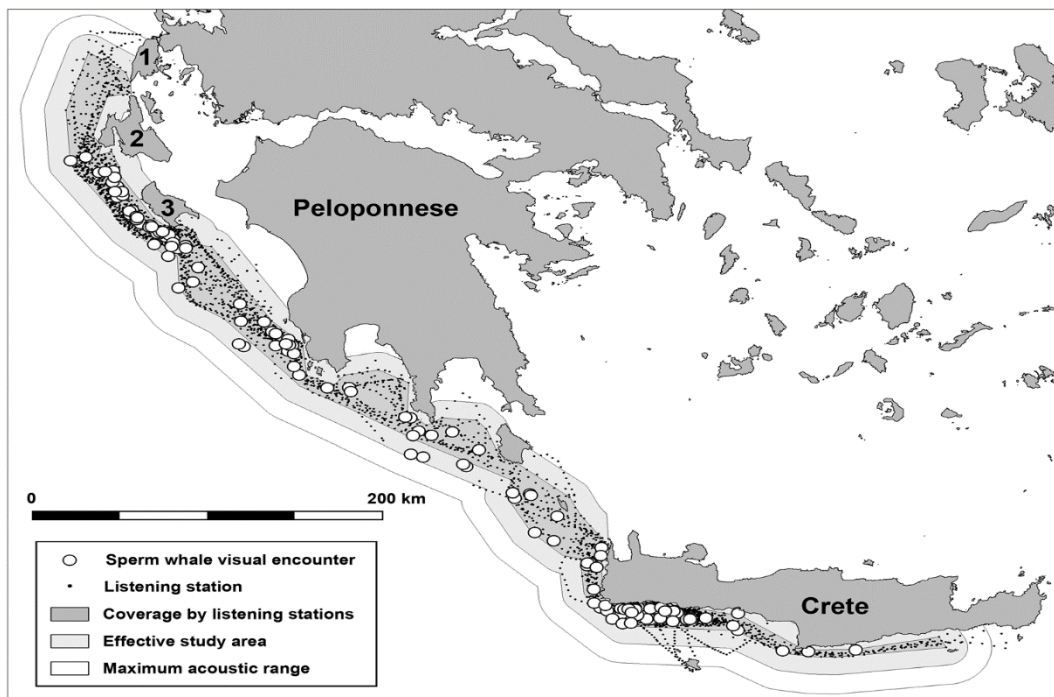 1
2
3
Peloponnese
0 200 km
Sperm whale visual encounter
Listening station
Coverage by listening stations
Effective study area
Maximum acoustic range
Crete